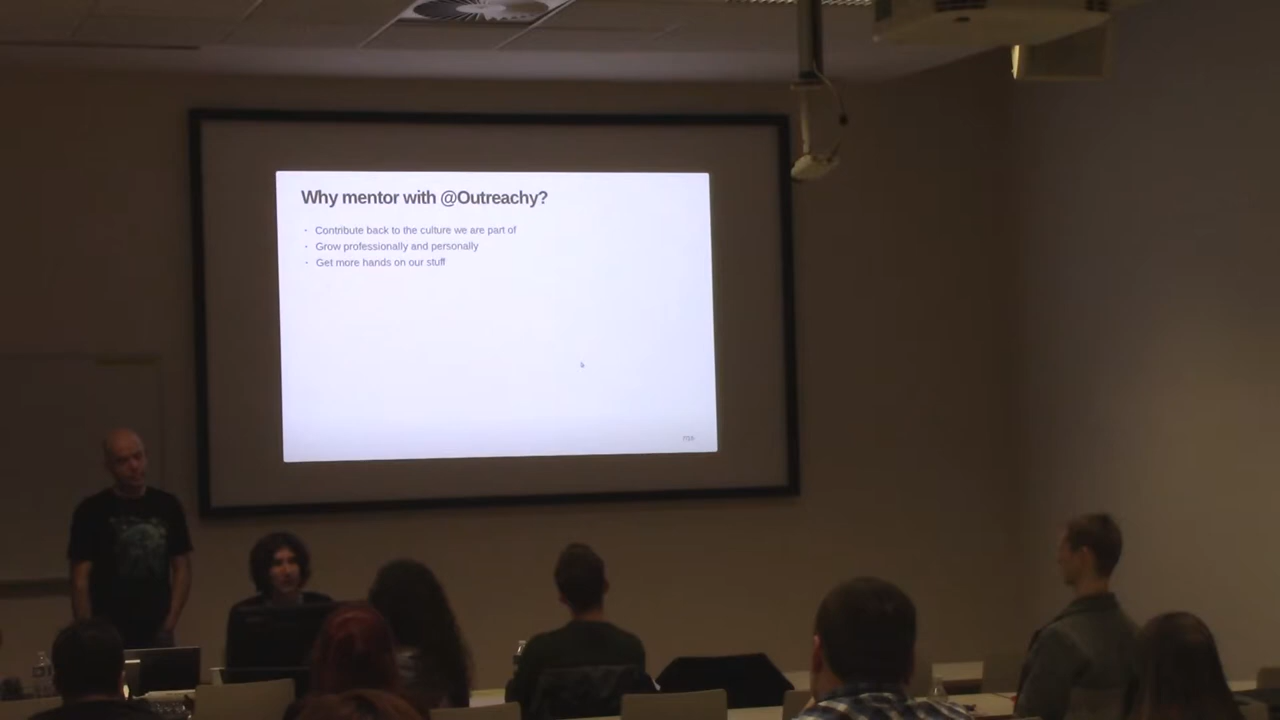 Why mentor with @Outreachy?
· Contribute back to the culture we are part of
· Grow professionally and personally
· Get more hands on our stuff